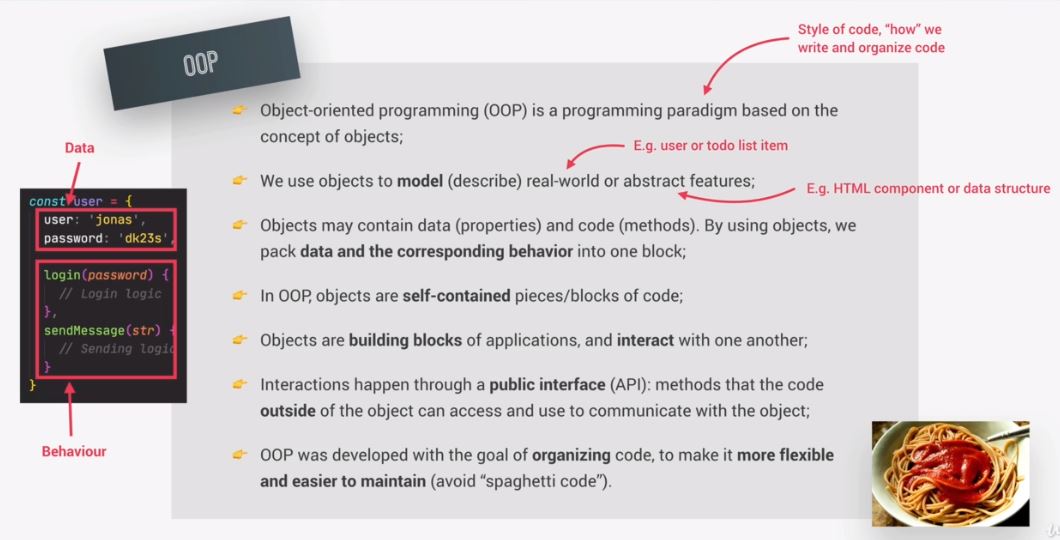 OOP
Style of code, “how” we
write and organize code
👉 Object-oriented programming (OOP) is a programming paradigm based on the
concept of objects;
E.g. user or todo list item
👉 We use objects to model (describe) real-world or abstract features;
E.g. HTML component or data structure
👉 Objects may contain data (properties) and code (methods). By using objects, we
pack data and the corresponding behavior into one block;
👉 In OOP, objects are self-contained pieces/blocks of code;
👉 Objects are building blocks of applications, and interact with one another;
👉 Interactions happen through a public interface (API): methods that the code
outside of the object can access and use to communicate with the object;
👉 OOP was developed with the goal of organizing code, to make it more flexible
and easier to maintain (avoid “spaghetti code”).
Data
const user = {
user: 'jonas',
password: 'dk23s',
login(password) {
// Login logic
},
sendMessage(str) {
// Sending logic
}
}
Behaviour